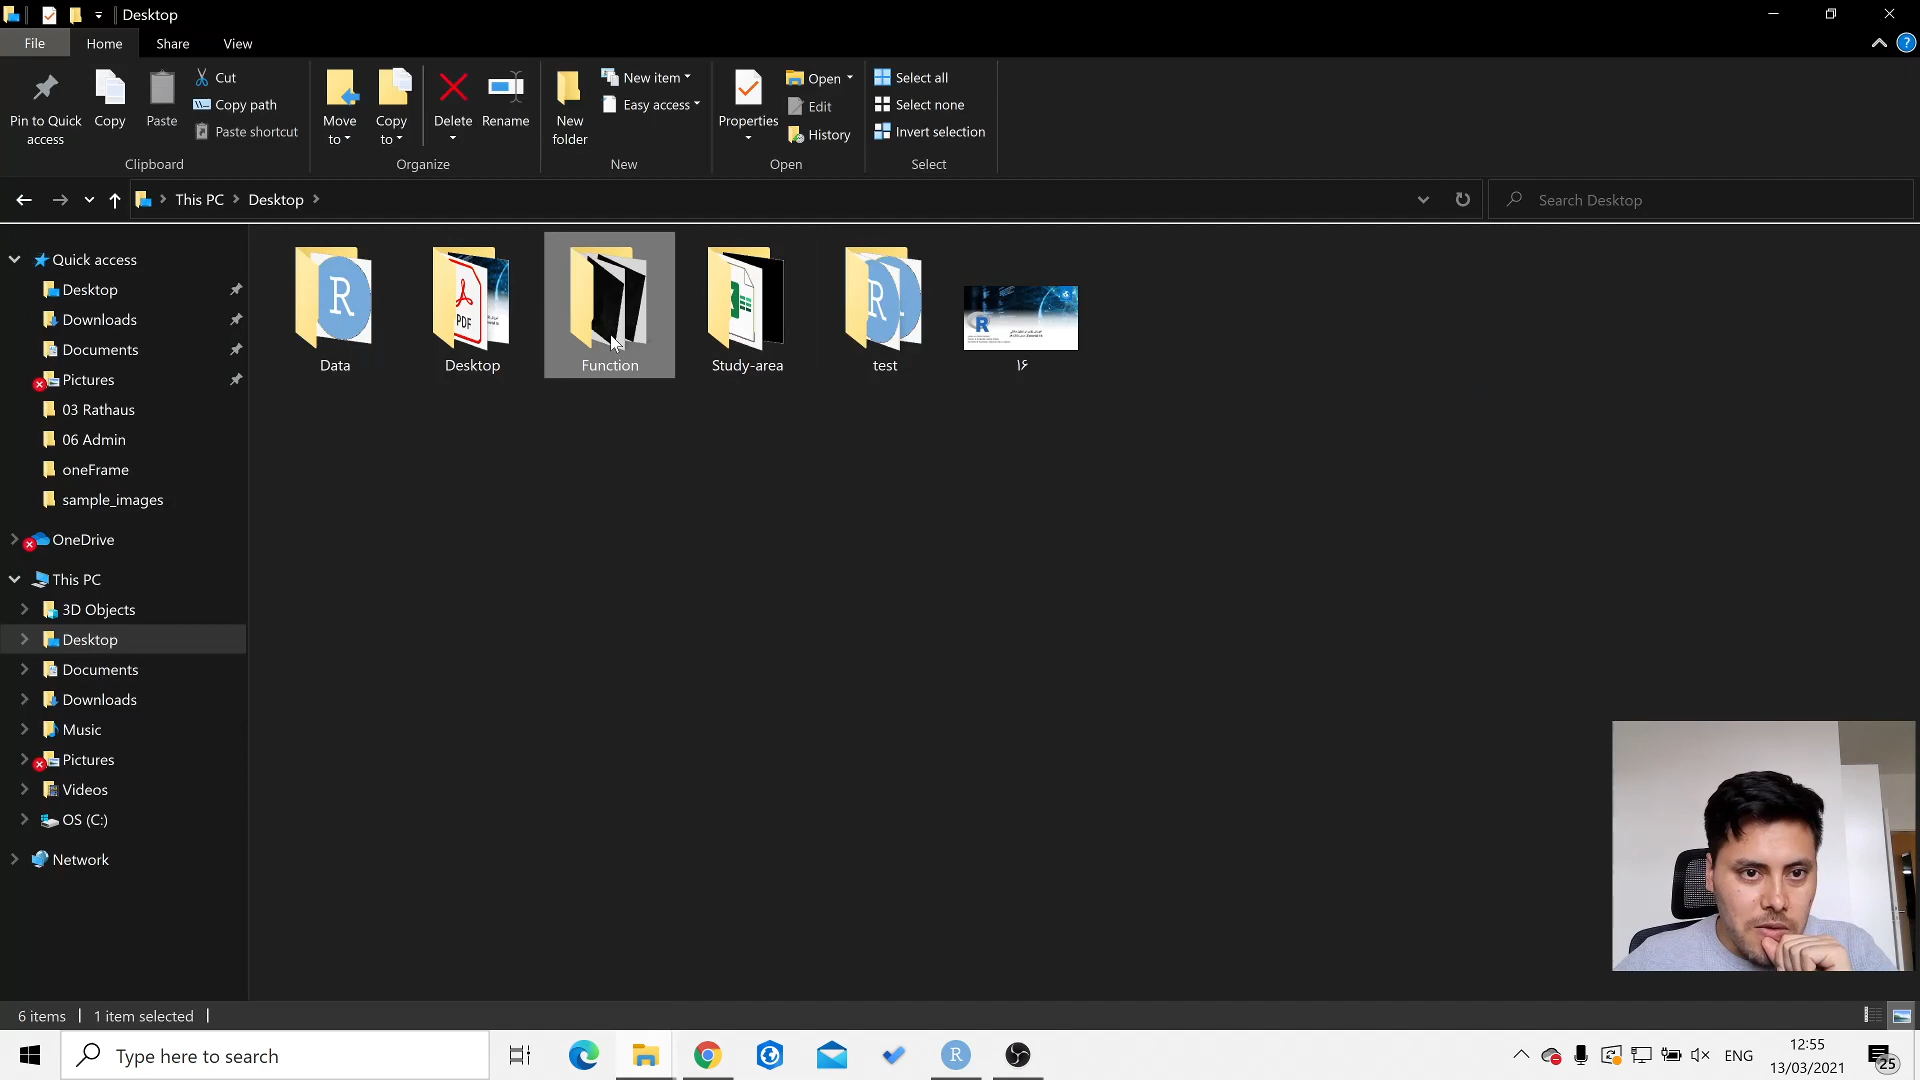 Desktop
File Home Share View
Pin to Quick access
Copy
Paste
Cut
Copy path
Paste shortcut
Clipboard
Move to
Copy to
Delete
Rename
Organize
New folder
New item
Easy access
New
Properties
Open
Edit
History
Open
Select all
Select none
Invert selection
Select
This PC Desktop
Search Desktop
Quick access
Desktop
Downloads
Documents
Pictures
03 Rathaus
06 Admin
oneFrame
sample_images
OneDrive
This PC
3D Objects
Desktop
Documents
Downloads
Music
Pictures
Videos
OS (C:)
Network
R
Data
PDF
Desktop
Function
Study-area
R
test
R
۱۶
6 items 1 item selected
Type here to search
R
ENG
12:55
13/03/2021
25